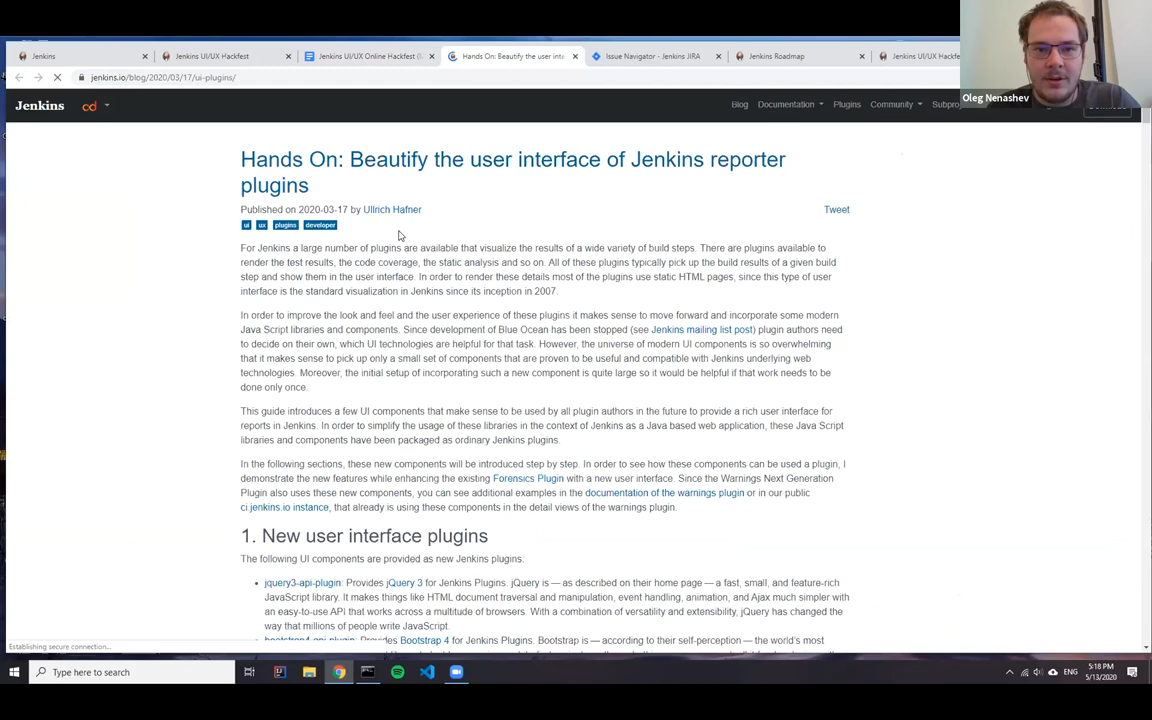 Jenkins
Jenkins UI/UX Hackfest
Jenkins UI/UX Online Hackfest (
Hands On: Beautify the user inte
Issue Navigator - Jenkins JIRA
Jenkins Roadmap
Jenkins UI/UX Hackf
jenkins.io/blog/2020/03/17/ui-plugins/
Oleg Nenashev
Jenkins
cd
Blog
Documentation
Plugins
Community
Subproj
Hands On: Beautify the user interface of Jenkins reporter
plugins
Published on 2020-03-17 by Ullrich Hafner
Tweet
ui ux plugins developer
For Jenkins a large number of plugins are available that visualize the results of a wide variety of build steps. There are plugins available to
render the test results, the code coverage, the static analysis and so on. All of these plugins typically pick up the build results of a given build
step and show them in the user interface. In order to render these details most of the plugins use static HTML pages, since this type of user
interface is the standard visualization in Jenkins since its inception in 2007.
In order to improve the look and feel and the user experience of these plugins it makes sense to move forward and incorporate some modern
Java Script libraries and components. Since development of Blue Ocean has been stopped (see Jenkins mailing list post) plugin authors need
to decide on their own, which UI technologies are helpful for that task. However, the universe of modern UI components is so overwhelming
that it makes sense to pick up only a small set of components that are proven to be useful and compatible with Jenkins underlying web
technologies. Moreover, the initial setup of incorporating such a new component is quite large so it would be helpful if that work needs to be
done only once.
This guide introduces a few UI components that make sense to be used by all plugin authors in the future to provide a rich user interface for
reports in Jenkins. In order to simplify the usage of these libraries in the context of Jenkins as a Java based web application, these Java Script
libraries and components have been packaged as ordinary Jenkins plugins.
In the following sections, these new components will be introduced step by step. In order to see how these components can be used a plugin, I
demonstrate the new features while enhancing the existing Forensics Plugin with a new user interface. Since the Warnings Next Generation
Plugin also uses these new components, you can see additional examples in the documentation of the warnings plugin or in our public
ci.jenkins.io instance, that already is using these components in the detail views of the warnings plugin.
1. New user interface plugins
The following UI components are provided as new Jenkins plugins:
• jquery3-api-plugin: Provides jQuery 3 for Jenkins Plugins. jQuery is — as described on their home page — a fast, small, and feature-rich
JavaScript library. It makes things like HTML document traversal and manipulation, event handling, animation, and Ajax much simpler with
an easy-to-use API that works across a multitude of browsers. With a combination of versatility and extensibility, jQuery has changed the
way that millions of people write JavaScript.
• bootstrap4-api-plugin: Provides Bootstrap 4 for Jenkins Plugins. Bootstrap is — according to their self-perception — the world's most
Establishing secure connection...
Type here to search
ENG
5:18 PM
5/13/2020